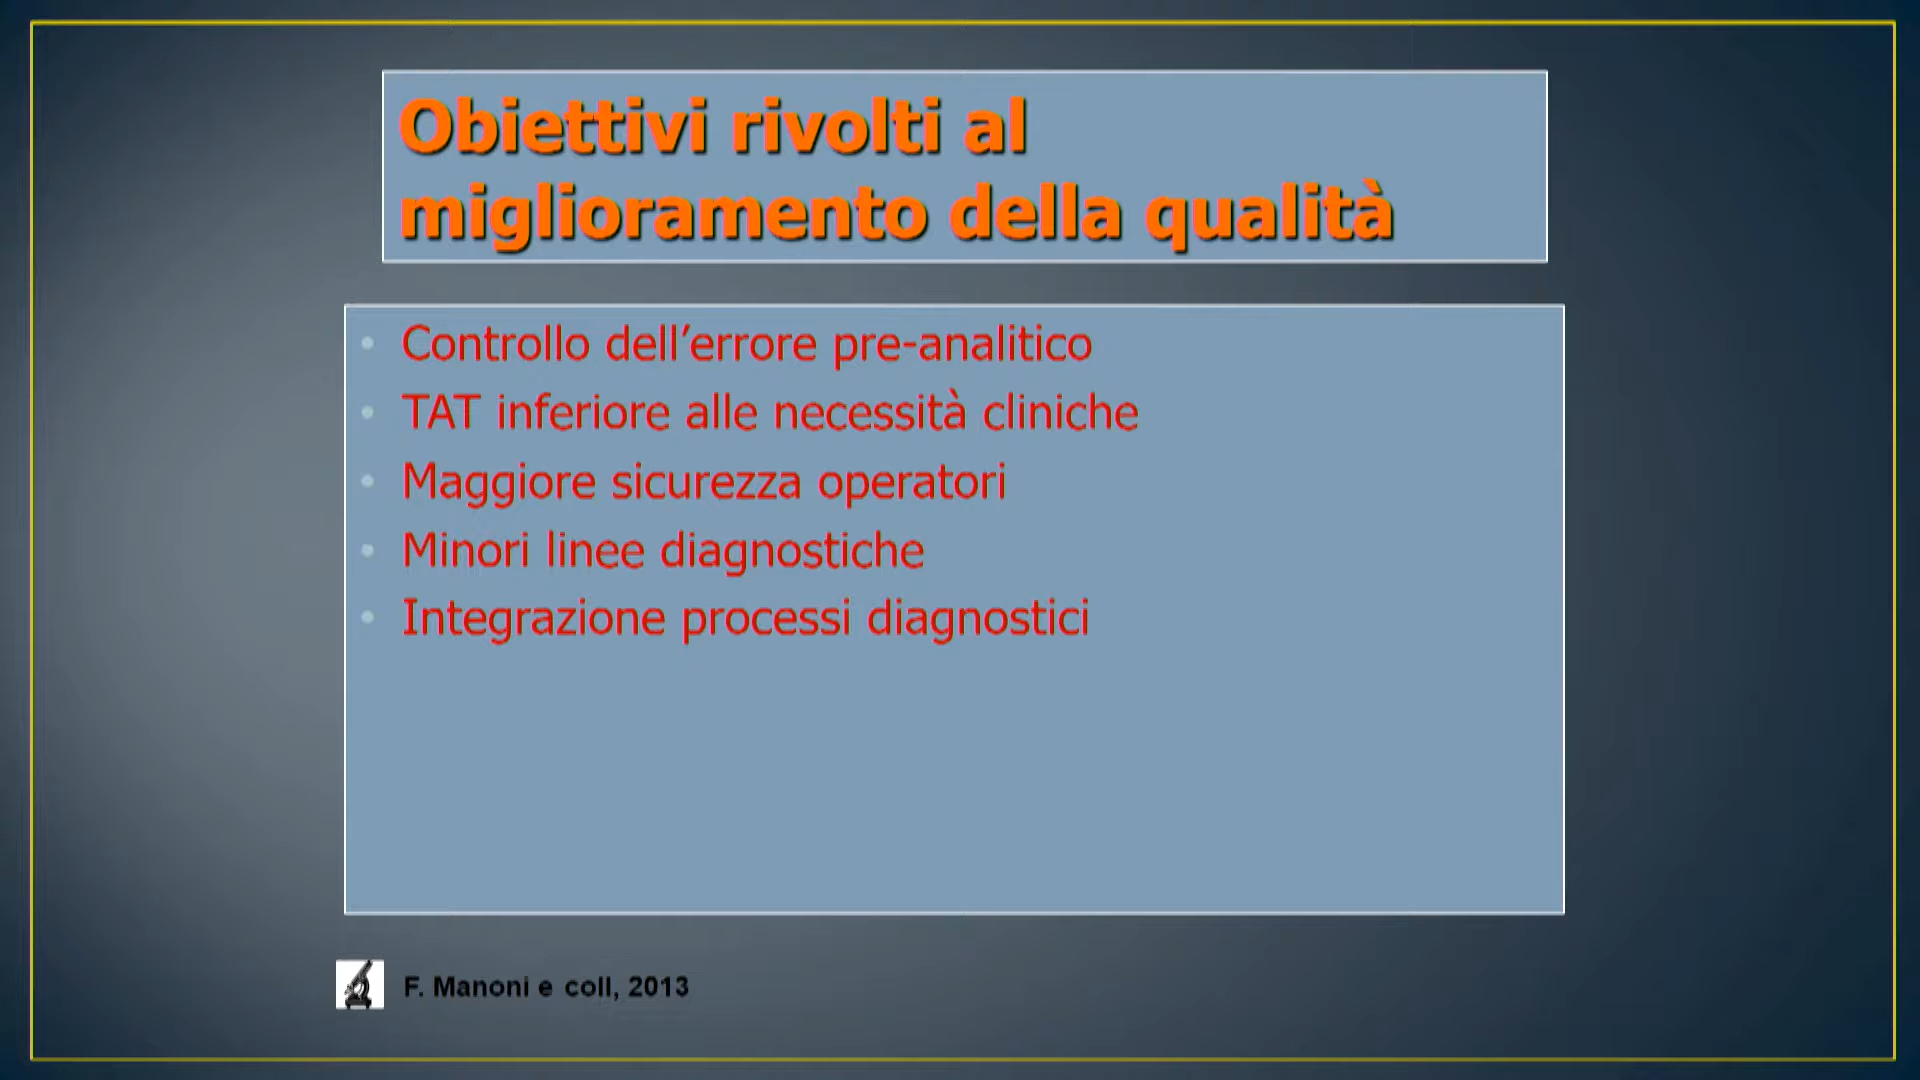 Obiettivi rivolti al
miglioramento della qualità
• Controllo dell’errore pre-analitico
• TAT inferiore alle necessità cliniche
• Maggiore sicurezza operatori
• Minori linee diagnostiche
• Integrazione processi diagnostici
F. Manoni e coll, 2013